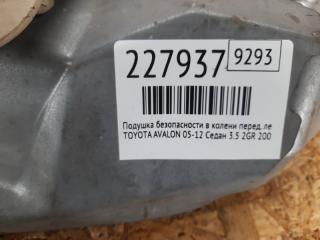 227937 9293
Подушка безопасности в колени перед.ле
TOYOTA AVALON 05-12 Седан 3.5 2GR 200